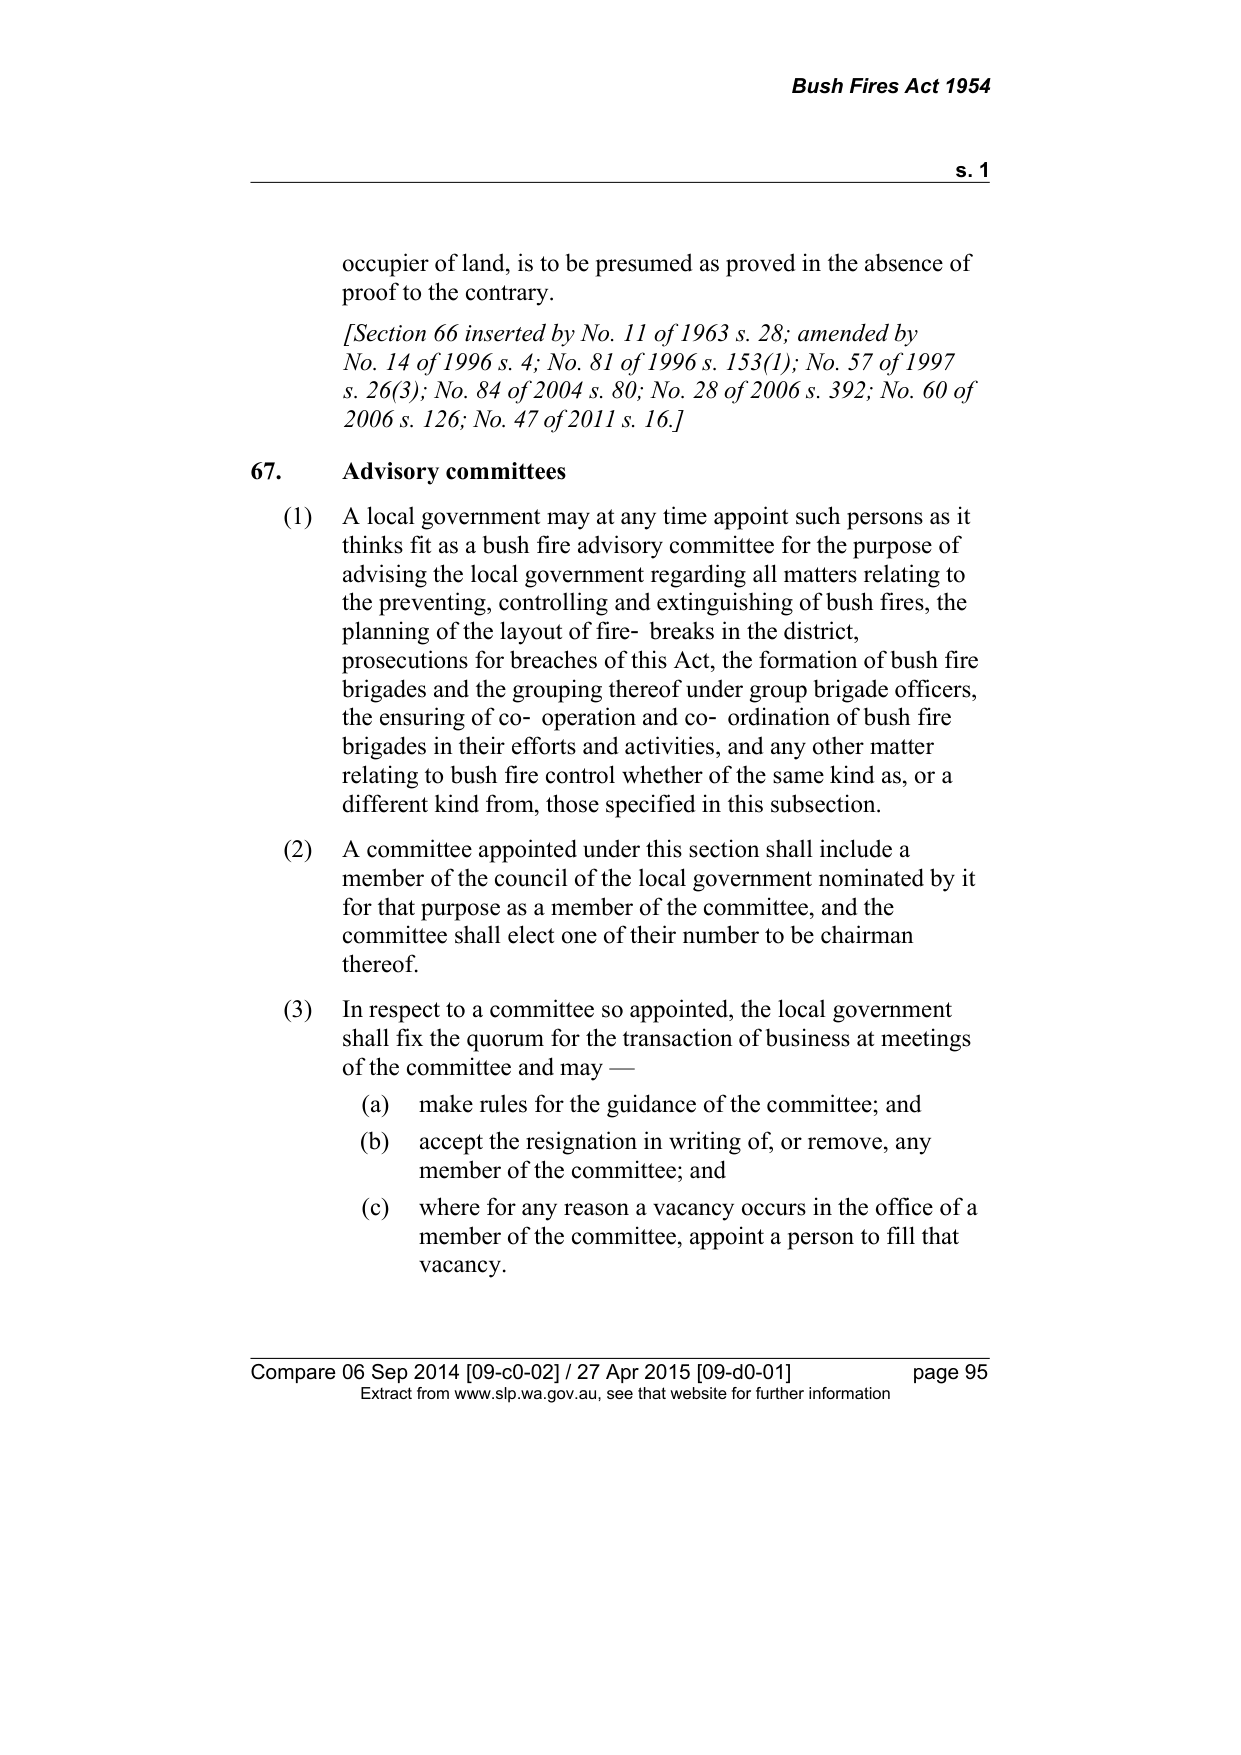 Bush Fires Act 1954
s. 1
occupier of land, is to be presumed as proved in the absence of
proof to the contrary.
[Section 66 inserted by No. 11 of 1963 s. 28; amended by
No. 14 of 1996 s. 4; No. 81 of 1996 s. 153(1); No. 57 of 1997
s. 26(3); No. 84 of 2004 s. 80; No. 28 of 2006 s. 392; No. 60 of
2006 s. 126; No. 47 of 2011 s. 16.]
67. Advisory committees
(1) A local government may at any time appoint such persons as it
thinks fit as a bush fire advisory committee for the purpose of
advising the local government regarding all matters relating to
the preventing, controlling and extinguishing of bush fires, the
planning of the layout of fire- breaks in the district,
prosecutions for breaches of this Act, the formation of bush fire
brigades and the grouping thereof under group brigade officers,
the ensuring of co- operation and co- ordination of bush fire
brigades in their efforts and activities, and any other matter
relating to bush fire control whether of the same kind as, or a
different kind from, those specified in this subsection.
(2) A committee appointed under this section shall include a
member of the council of the local government nominated by it
for that purpose as a member of the committee, and the
committee shall elect one of their number to be chairman
thereof.
(3) In respect to a committee so appointed, the local government
shall fix the quorum for the transaction of business at meetings
of the committee and may —
(a) make rules for the guidance of the committee; and
(b) accept the resignation in writing of, or remove, any
member of the committee; and
(c) where for any reason a vacancy occurs in the office of a
member of the committee, appoint a person to fill that
vacancy.
Compare 06 Sep 2014 [09-c0-02] / 27 Apr 2015 [09-d0-01] page 95
Extract from www.slp.wa.gov.au, see that website for further information